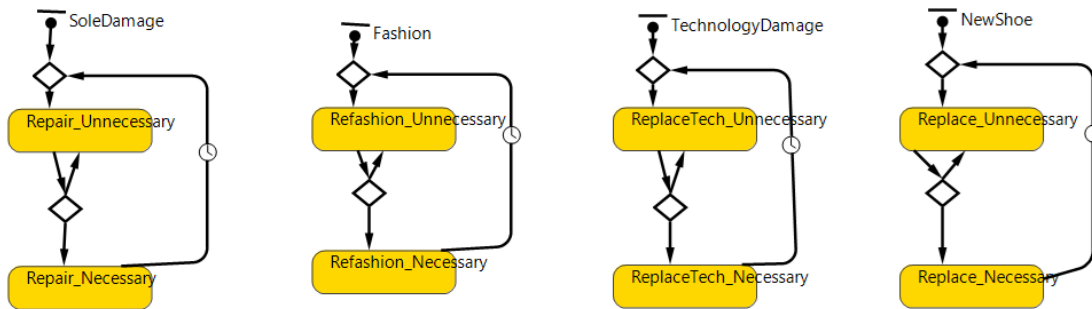 SoleDamage
Repair_Unnecessary
Repair_Necessary
Fashion
Refashion_Unnecessary
Refashion_Necessary
TechnologyDamage
ReplaceTech_Unnecessary
ReplaceTech_Necessary
NewShoe
Replace_Unnecessary
Replace_Necessary